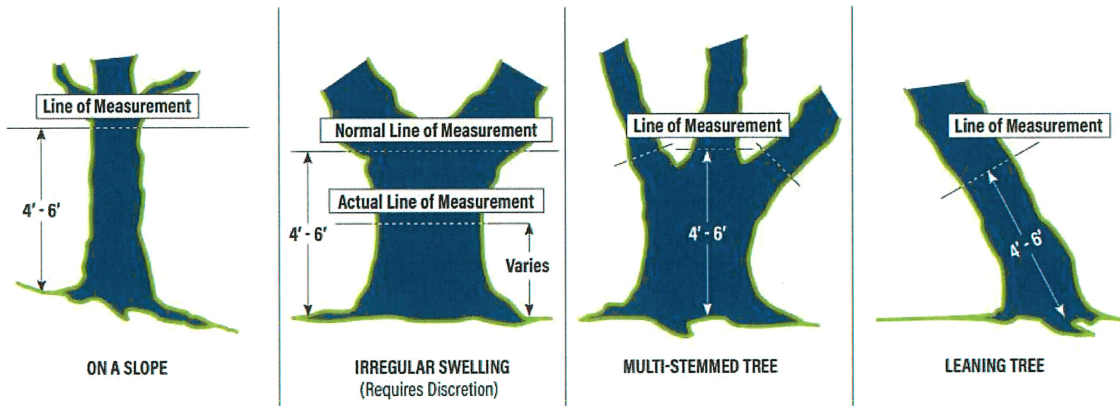 Line of Measurement
4' - 6'
ON A SLOPE
Normal Line of Measurement
Actual Line of Measurement
4' - 6'
Varies
IRREGULAR SWELLING
(Requires Discretion)
Line of Measurement
4' - 6'
MULTI-STEMMED TREE
Line of Measurement
4' - 6'
LEANING TREE